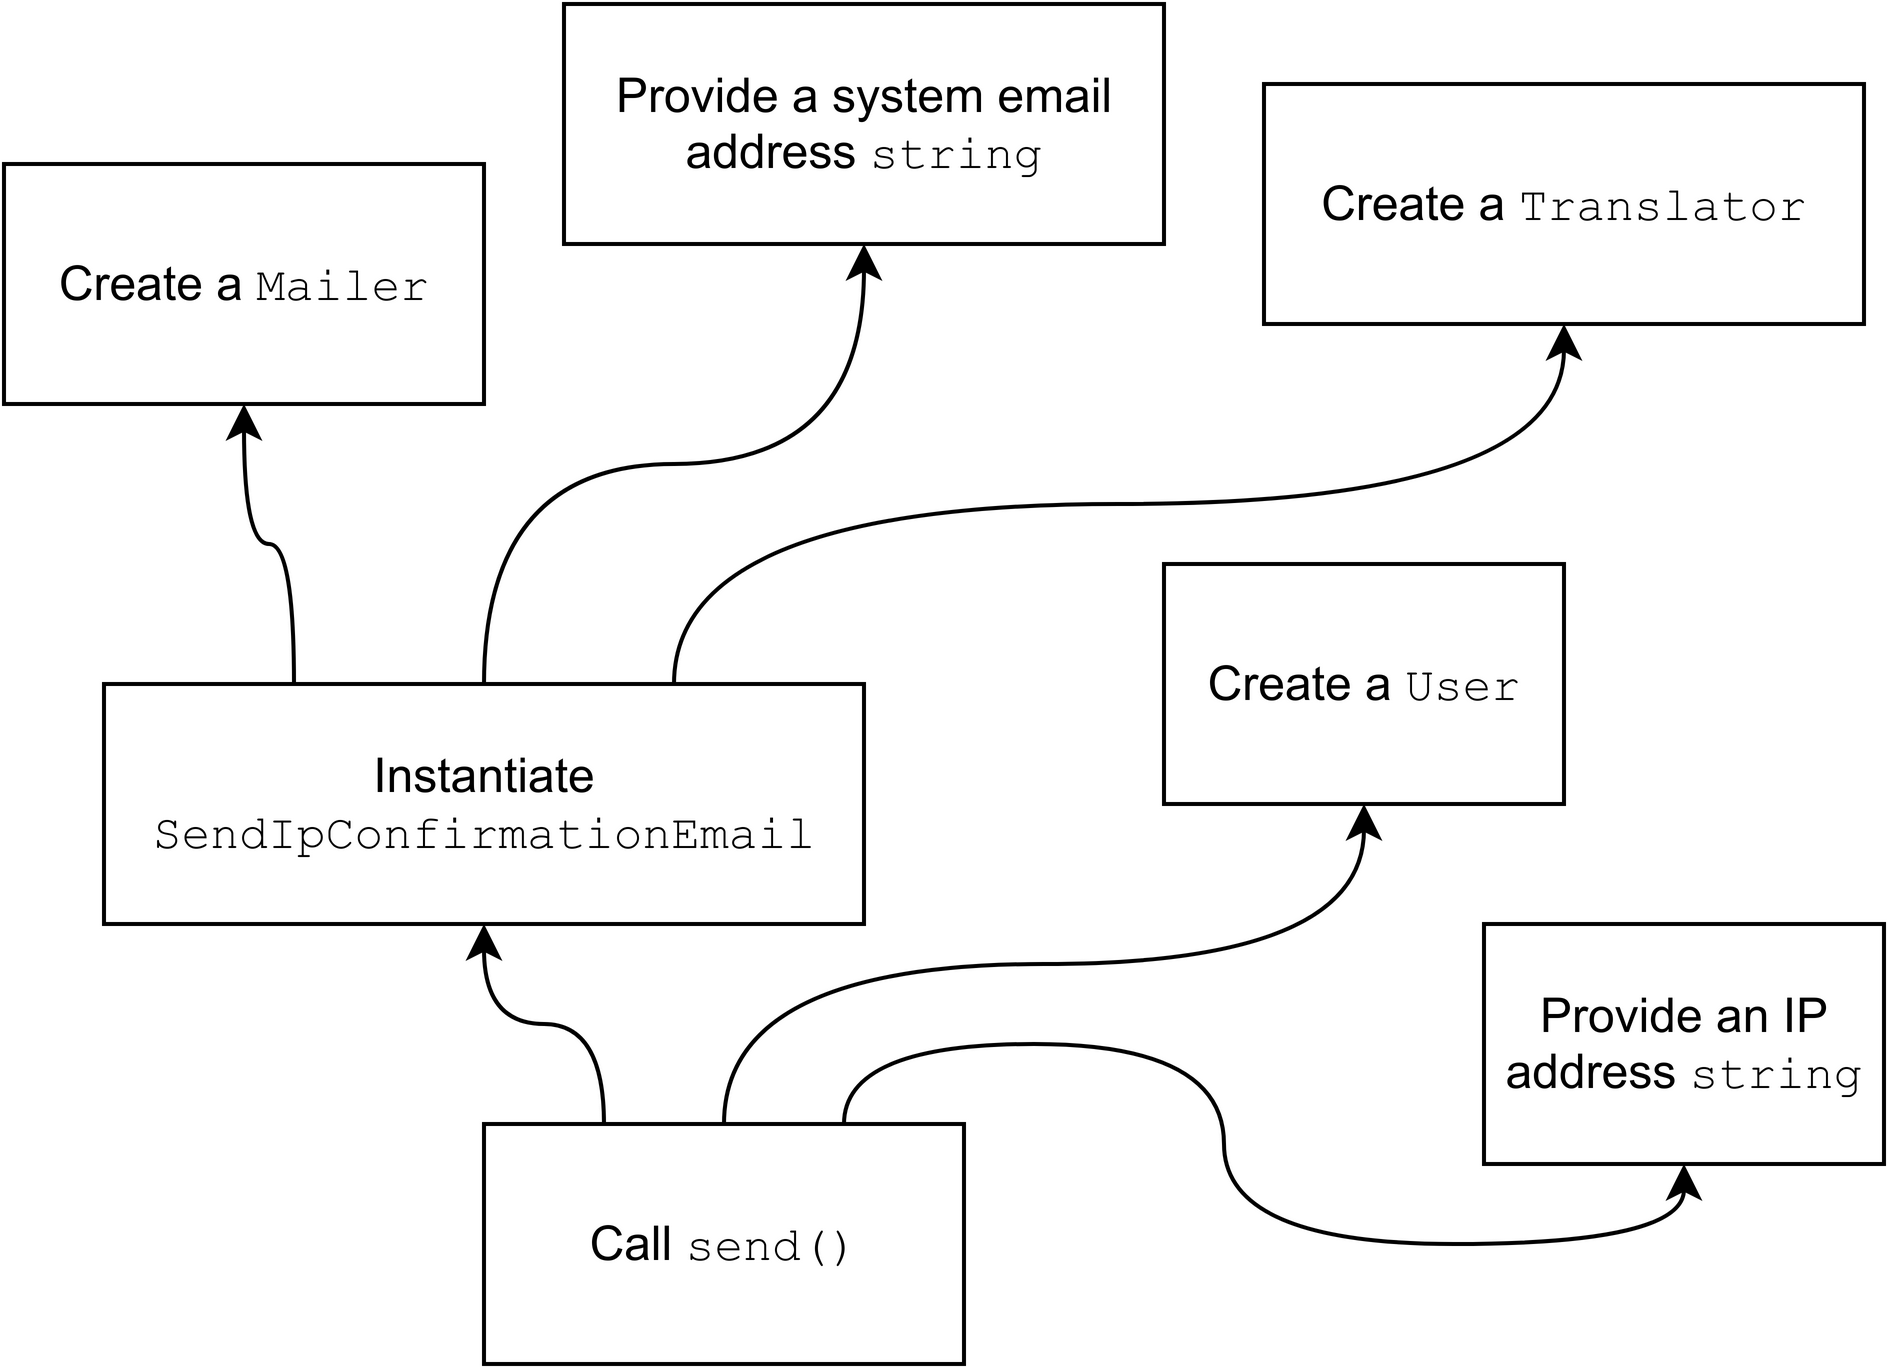 Provide a system email
address string
Create a Translator
Create a Mailer
Create a User
Instantiate
SendIpConfirmationEmail
Provide an IP
address string
Call send()